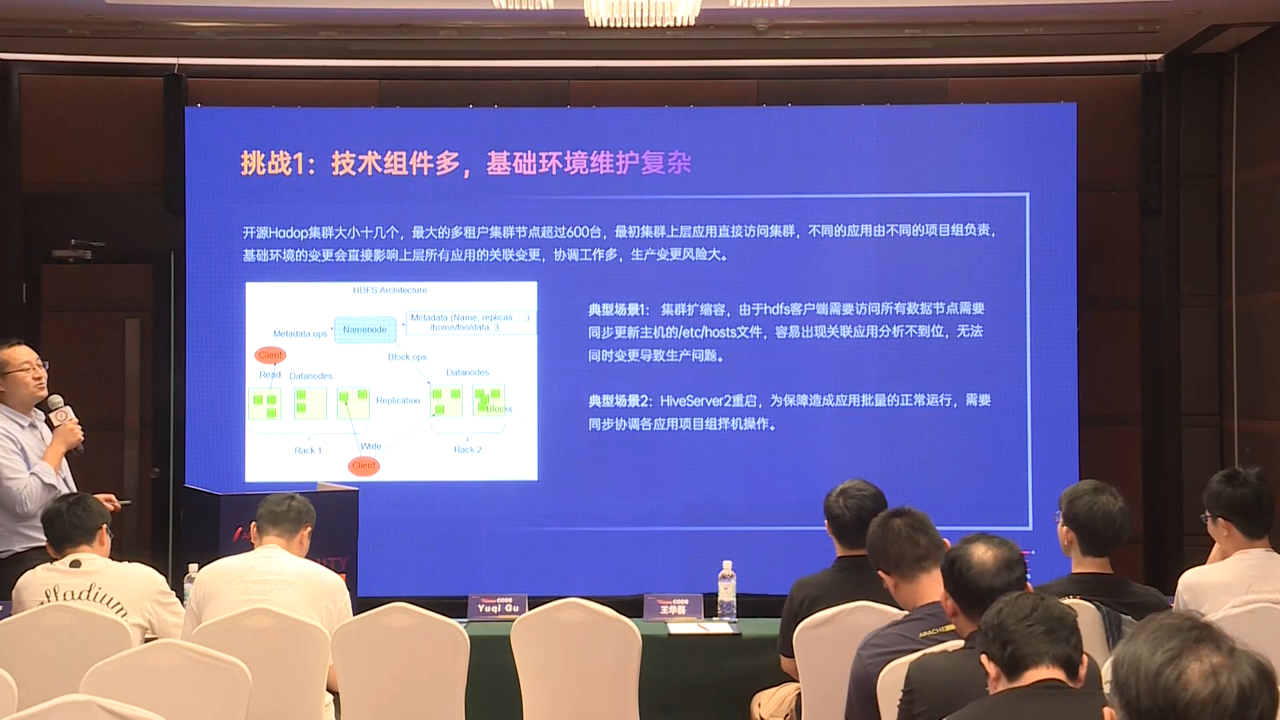 挑战1：技术组件多，基础环境维护复杂
开源Hadop集群大小十几个，最大的多租户集群节点超过600台，最初集群上层应用直接访问集群，不同的应用由不同的项目组负责，
基础环境的变更会直接影响上层所有应用的关联变更，协调工作多，生产变更风险大。
HDFS Architecture
Metadata ops
Namenode
Metadata (Name, replicas, ...)
/home/foo/data, 3,
Client
Block ops
Read
Datanodes
Datanodes
Replication
Blocks
Rack 1
Write
Rack 2
Client
典型场景1： 集群扩缩容，由于hdfs客户端需要访问所有数据节点需要
同步更新主机的/etc/hosts文件，容易出现关联应用分析不到位，无法
同时变更导致生产问题。
典型场景2：HiveServer2重启，为保障造成应用批量的正常运行，需要
同步协调各应用项目组择机操作。
CODE
Yuqi Gu
CODE
APACHE